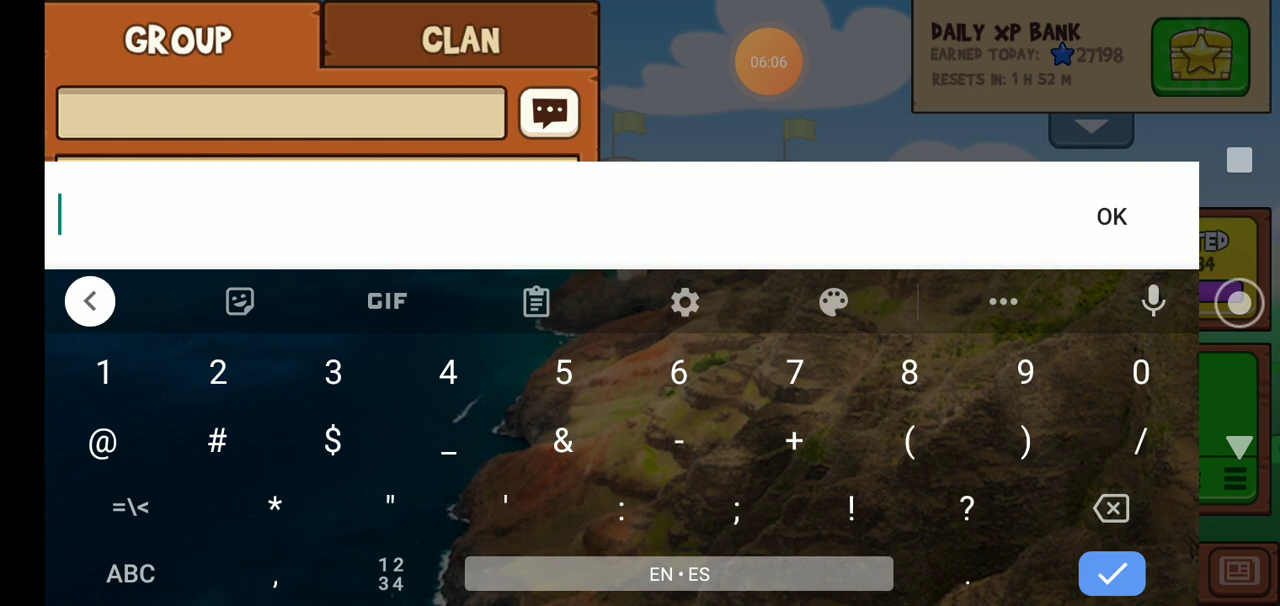 GROUP
CLAN
06:06
DAILY XP BANK
EARNED TODAY: 27198
RESETS IN: 1 H 52 M
OK
GIF
1 2 3 4 5 6 7 8 9 0
@ # $ _ & - + ( ) /
=\< * " ' : ; ! ?
ABC , 12 34 EN • ES .